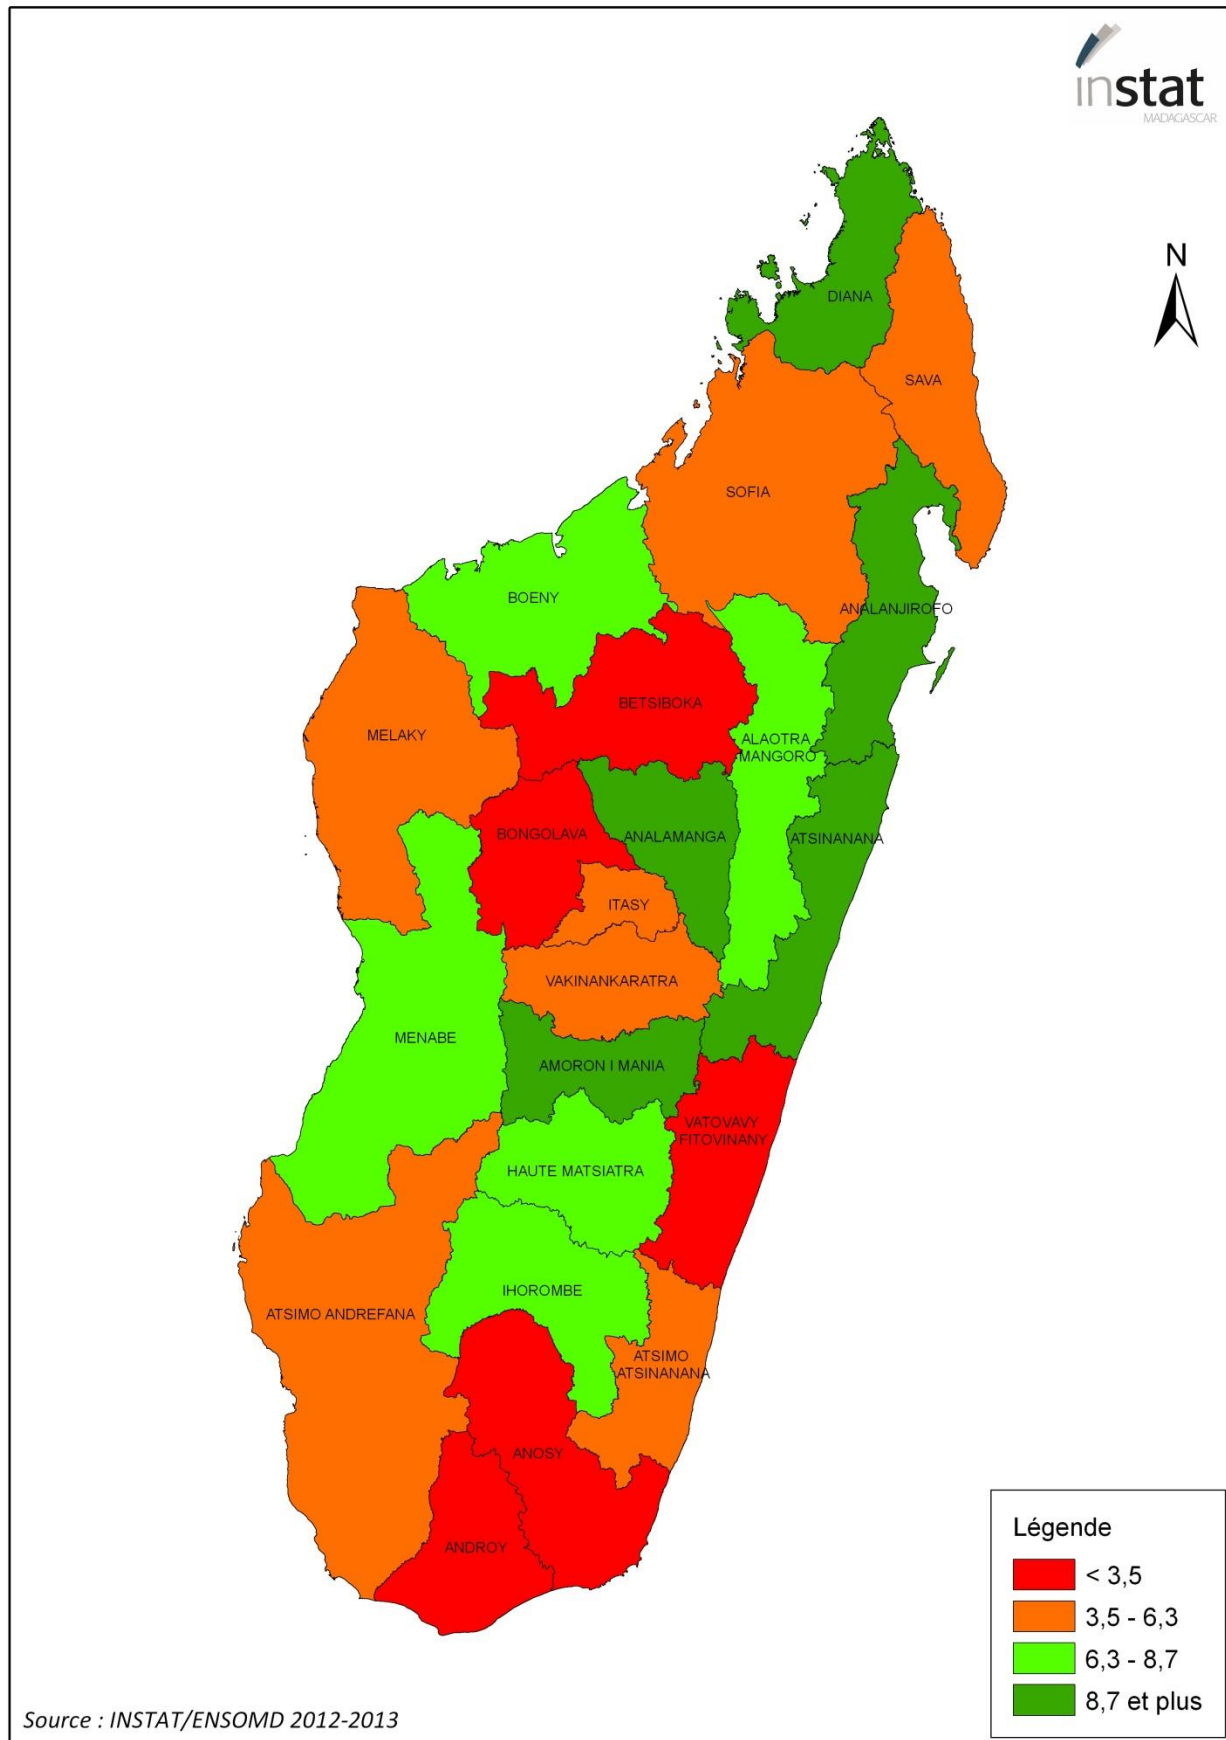 instat
MADAGASCAR
N
DIANA
SAVA
SOFIA
BOENY
ANALANJIROFO
BETSIBOKA
MELAKY
ALAOTRA
MANGORO
BONGOLAVA
ANALAMANGA
ATSINANANA
ITASY
VAKINANKARATRA
MENABE
AMORON I MANIA
VATOVAVY
FITOVINANY
HAUTE MATSIATRA
IHOROMBE
ATSIMO ANDREFANA
ATSIMO
ATSINANANA
ANOSY
ANDROY
Légende
< 3,5
3,5 - 6,3
6,3 - 8,7
8,7 et plus
Source : INSTAT/ENSOMD 2012-2013